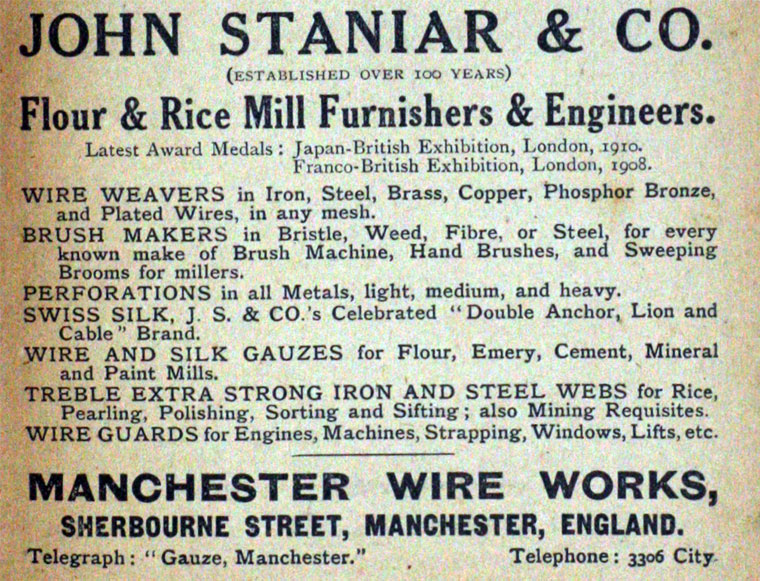 JOHN STANIAR & CO.
(ESTABLISHED OVER 100 YEARS)
Flour & Rice Mill Furnishers & Engineers.
Latest Award Medals: Japan-British Exhibition, London, 1910.
Franco-British Exhibition, London, 1908.
WIRE WEAVERS in Iron, Steel, Brass, Copper, Phosphor Bronze,
and Plated Wires, in any mesh.
BRUSH MAKERS in Bristle, Weed, Fibre, or Steel, for every
known make of Brush Machine, Hand Brushes, and Sweeping
Brooms for millers.
PERFORATIONS in all Metals, light, medium, and heavy.
SWISS SILK, J. S. & CO.'s Celebrated "Double Anchor, Lion and
Cable" Brand.
WIRE AND SILK GAUZES for Flour, Emery, Cement, Mineral
and Paint Mills.
TREBLE EXTRA STRONG IRON AND STEEL WEBS for Rice,
Pearling, Polishing, Sorting and Sifting; also Mining Requisites.
WIRE GUARDS for Engines, Machines, Strapping, Windows, Lifts, etc.
MANCHESTER WIRE WORKS,
SHERBOURNE STREET, MANCHESTER, ENGLAND.
Telegraph: "Gauze, Manchester." Telephone: 3306 City